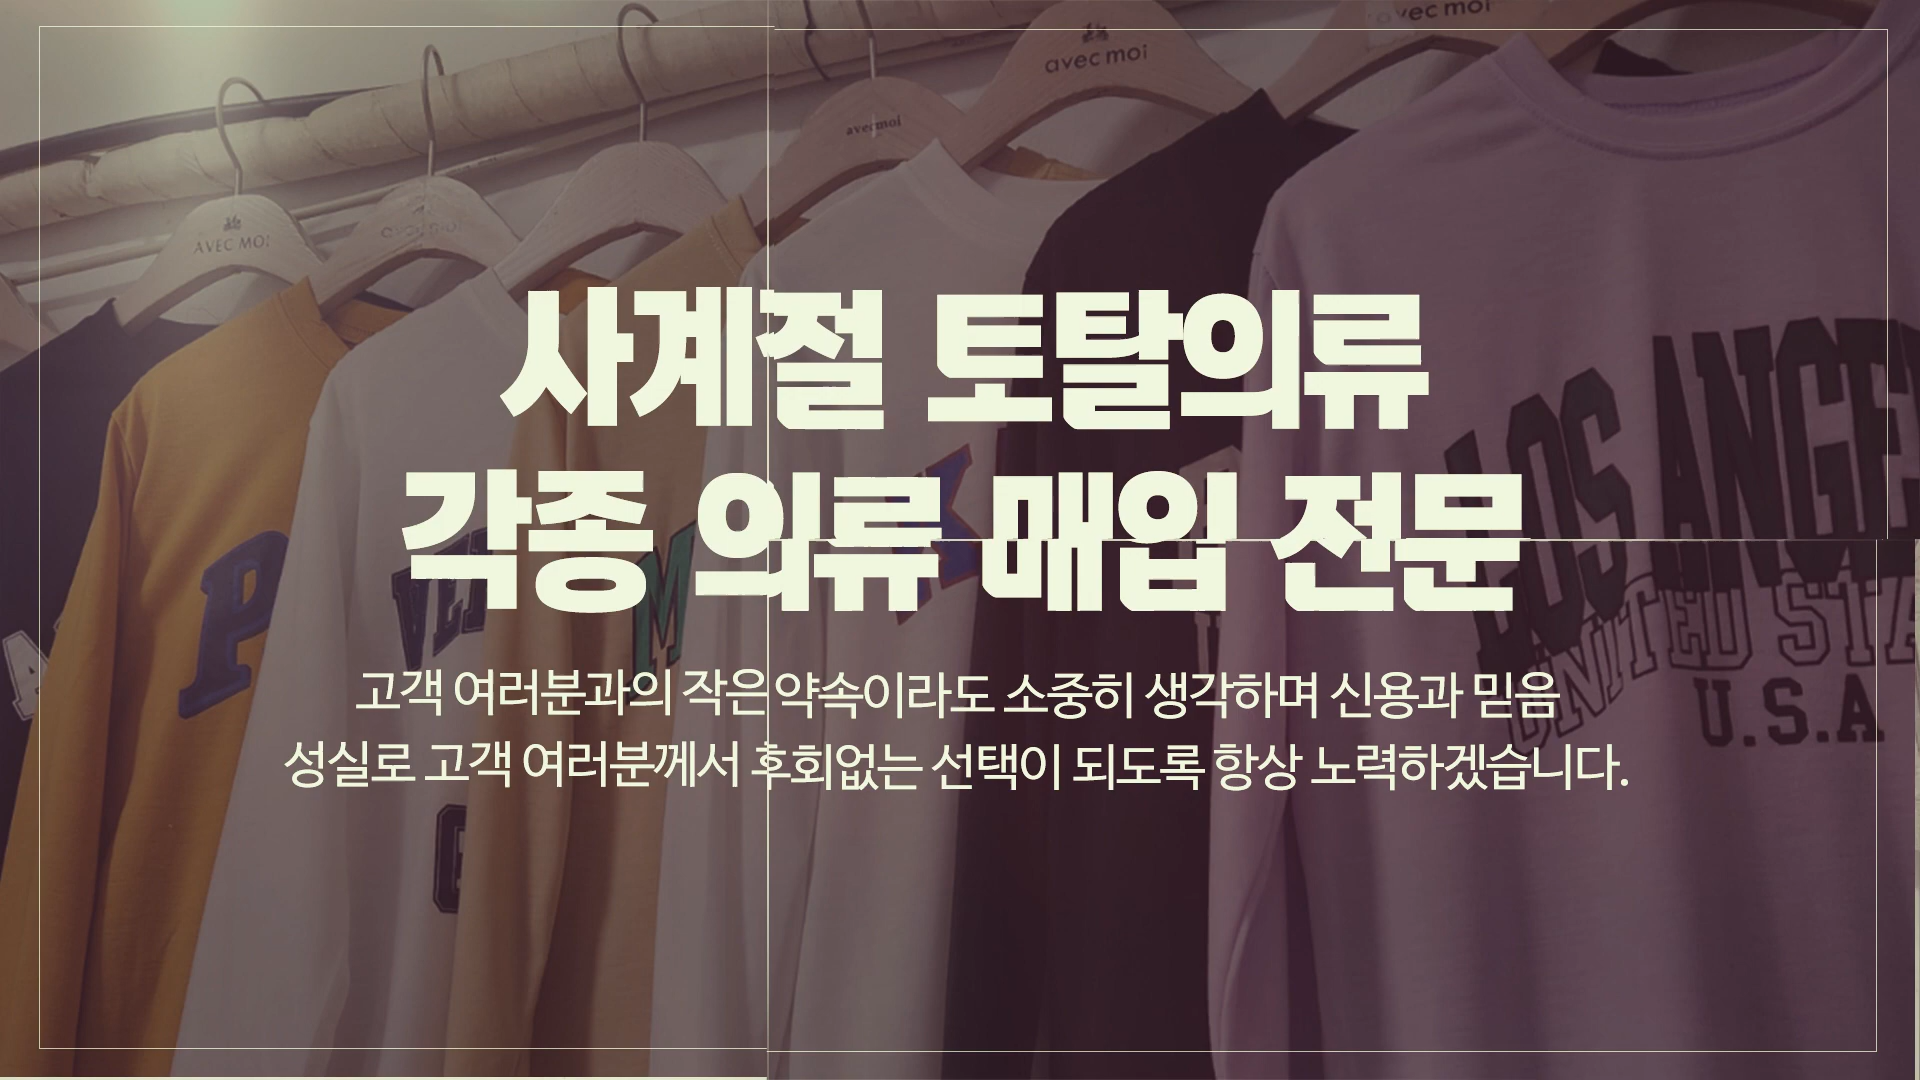 avec moi
avec moi
avec moi
AVEC MOI
사계절 토탈의류
각종 의류 매입 전문
LOS ANGE
UNITED STA
U.S.A
P
VE
M
K
고객 여러분과의 작은 약속이라도 소중히 생각하며 신용과 믿음
성실로 고객 여러분께서 후회없는 선택이 되도록 항상 노력하겠습니다.